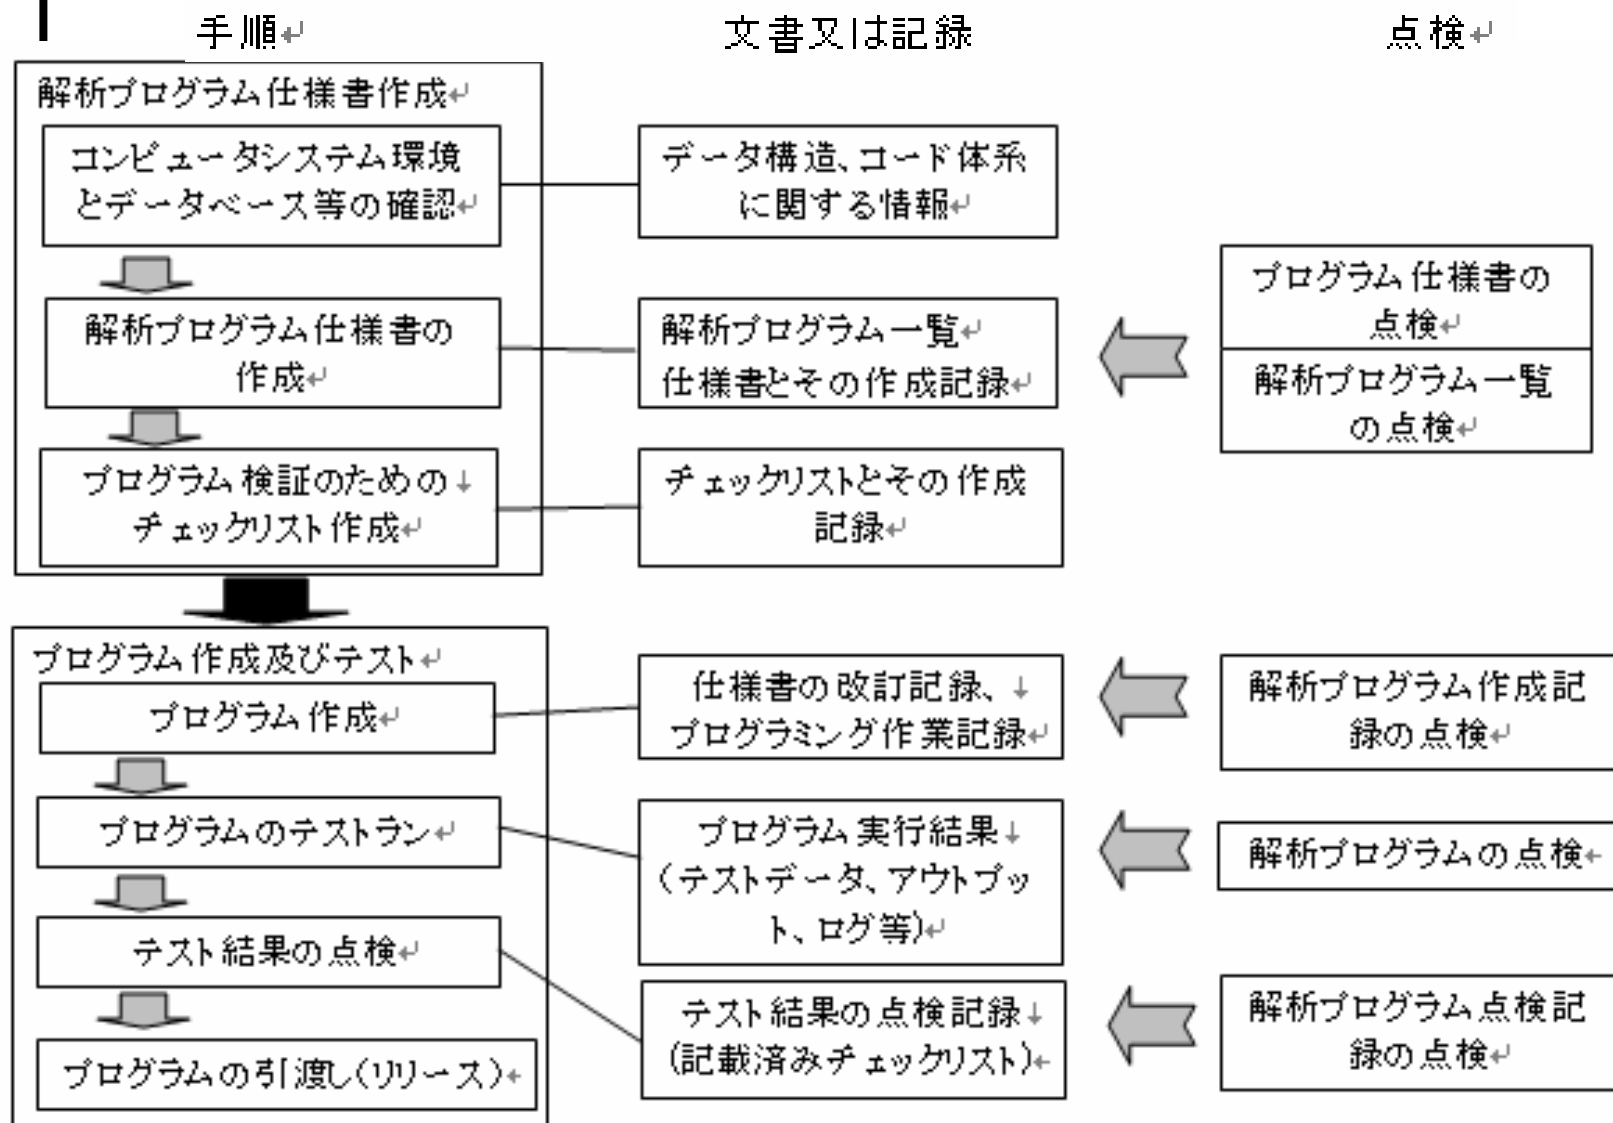 手順
文書又は記録
点検
解析プログラム仕様書作成
コンピュータシステム環境
とデータベース等の確認
データ構造、コード体系
に関する情報
解析プログラム仕様書の
作成
解析プログラム一覧
仕様書とその作成記録
プログラム仕様書の
点検
解析プログラム一覧
の点検
プログラム検証のための
チェックリスト作成
チェックリストとその作成
記録
プログラム作成及びテスト
プログラム作成
仕様書の改訂記録、
プログラミング作業記録
解析プログラム作成記
録の点検
プログラムのテストラン
プログラム実行結果
（テストデータ、アウトプッ
ト、ログ等）
解析プログラムの点検
テスト結果の点検
テスト結果の点検記録
(記載済みチェックリスト)
解析プログラム点検記
録の点検
プログラムの引渡し（リリース）